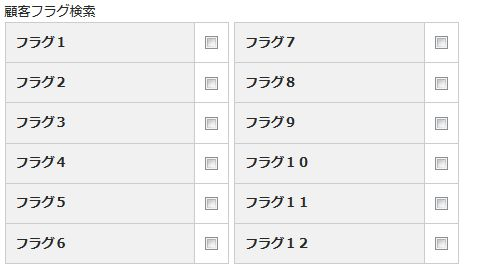 顧客フラグ検索
フラグ１ フラグ７
フラグ２ フラグ８
フラグ３ フラグ９
フラグ４ フラグ１０
フラグ５ フラグ１１
フラグ６ フラグ１２